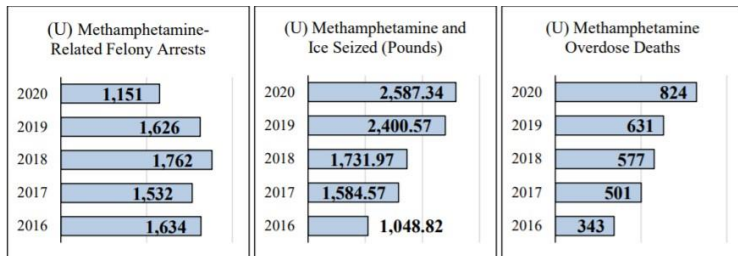 (U) Methamphetamine-
Related Felony Arrests
2020 1,151
2019 1,626
2018 1,762
2017 1,532
2016 1,634
(U) Methamphetamine and
Ice Seized (Pounds)
2020 2,587.34
2019 2,400.57
2018 1,731.97
2017 1,584.57
2016 1,048.82
(U) Methamphetamine
Overdose Deaths
2020 824
2019 631
2018 577
2017 501
2016 343